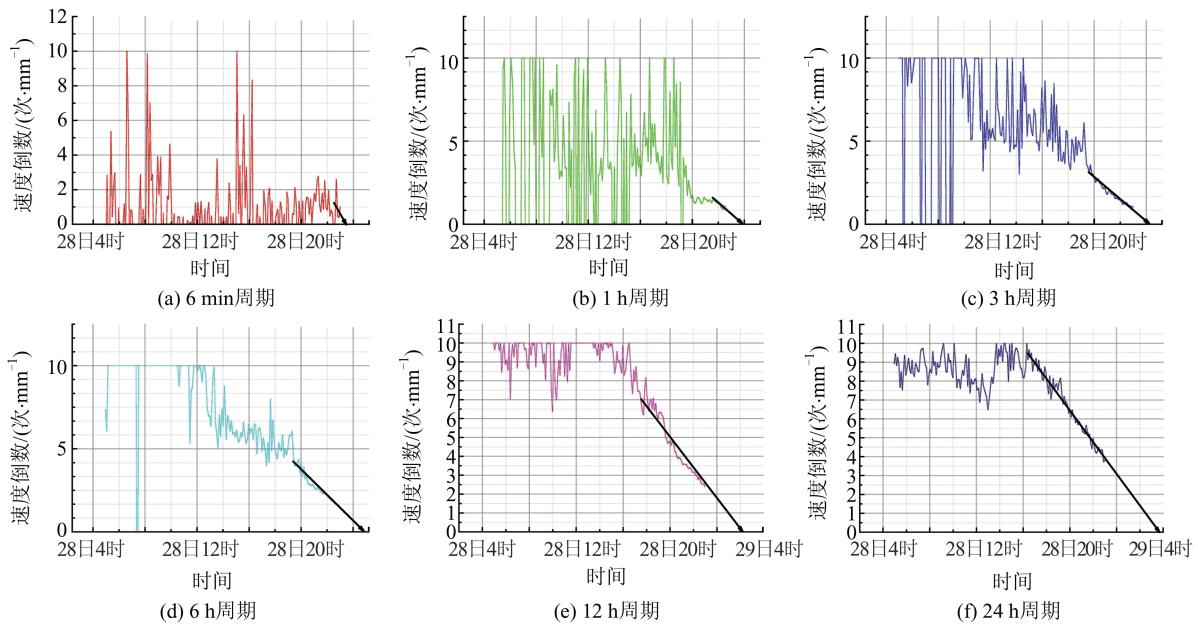 速度倒数/(次·mm⁻¹)
12
10
8
6
4
2
0
28日4时
28日12时
28日20时
时间
(a) 6 min周期
速度倒数/(次·mm⁻¹)
10
5
0
28日4时
28日12时
28日20时
时间
(b) 1 h周期
速度倒数/(次·mm⁻¹)
10
5
0
28日4时
28日12时
28日20时
时间
(c) 3 h周期
速度倒数/(次·mm⁻¹)
10
5
0
28日4时
28日12时
28日20时
时间
(d) 6 h周期
速度倒数/(次·mm⁻¹)
11
10
9
8
7
6
5
4
3
2
1
0
28日4时
28日12时
28日20时
29日4时
时间
(e) 12 h周期
速度倒数/(次·mm⁻¹)
11
10
9
8
7
6
5
4
3
2
1
0
28日4时
28日12时
28日20时
29日4时
时间
(f) 24 h周期